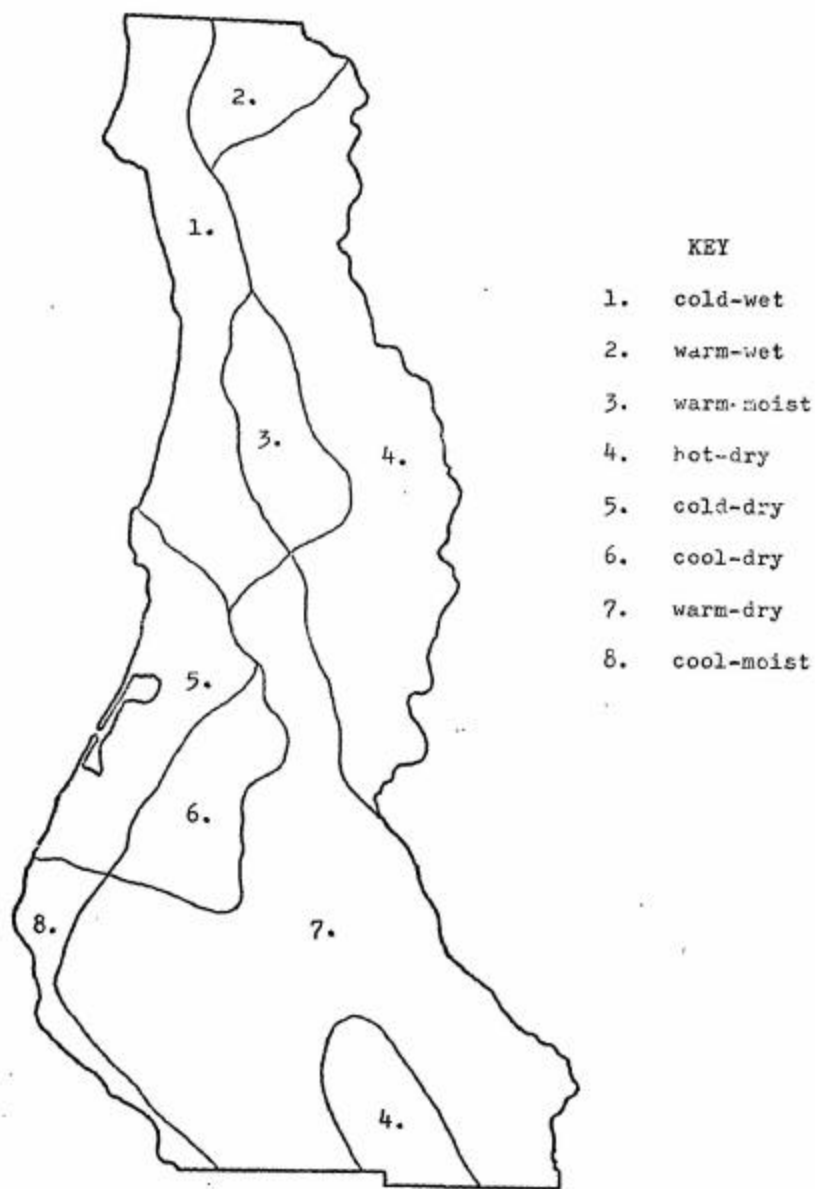 2.
1.
3.
4.
5.
6.
8.
7.
4.
KEY
1. cold-wet
2. warm-wet
3. warm-moist
4. hot-dry
5. cold-dry
6. cool-dry
7. warm-dry
8. cool-moist